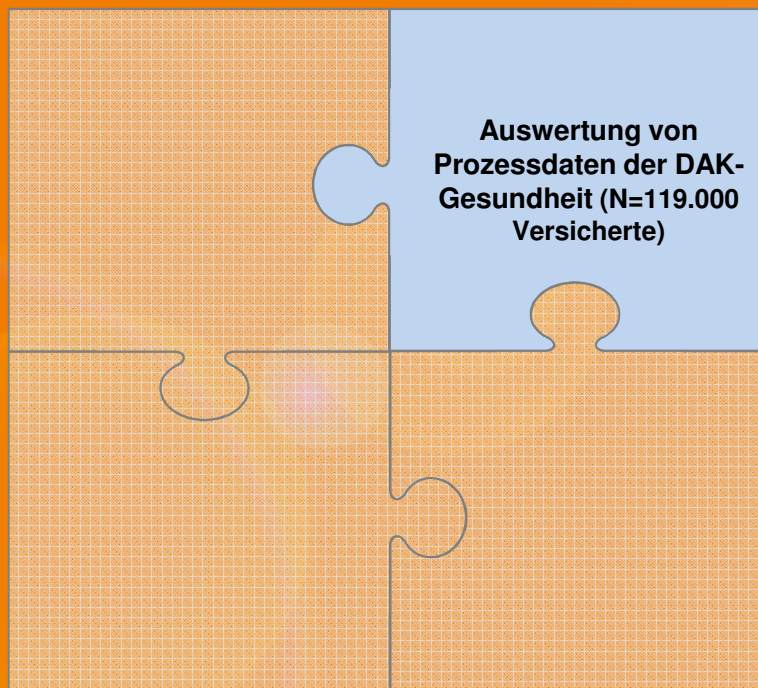 Auswertung von
Prozessdaten der DAK-
Gesundheit (N=119.000
Versicherte)